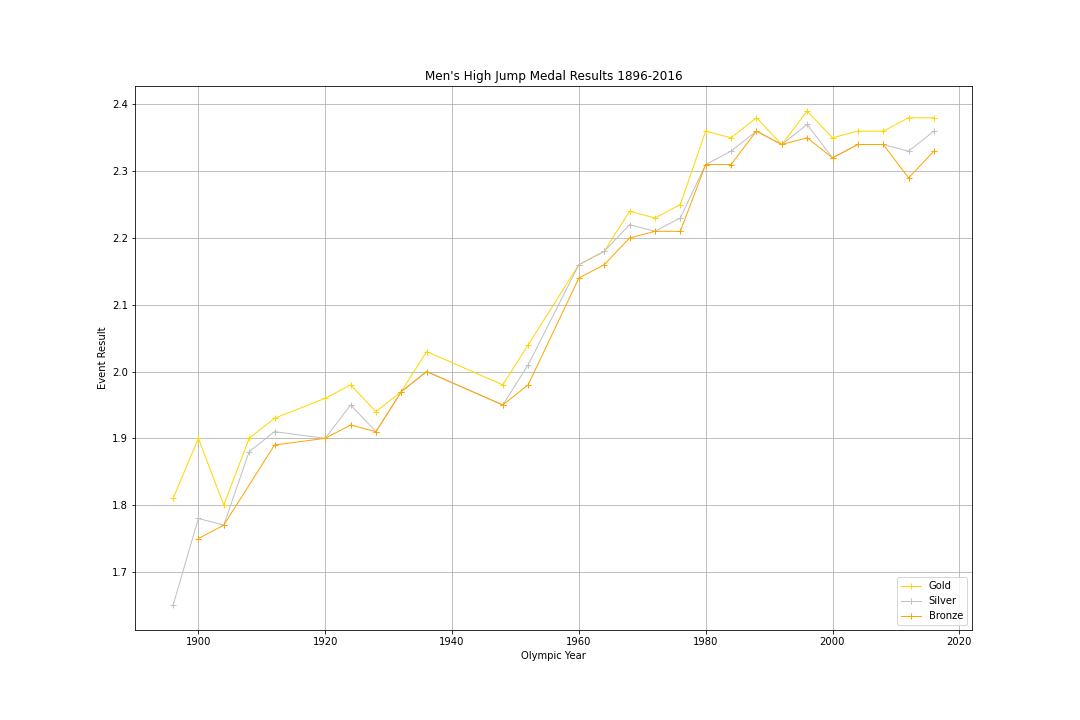 Men's High Jump Medal Results 1896-2016
2.4
2.3
2.2
2.1
2.0
1.9
1.8
1.7
Event Result
1900 1920 1940 1960 1980 2000 2020
Olympic Year
Gold
Silver
Bronze